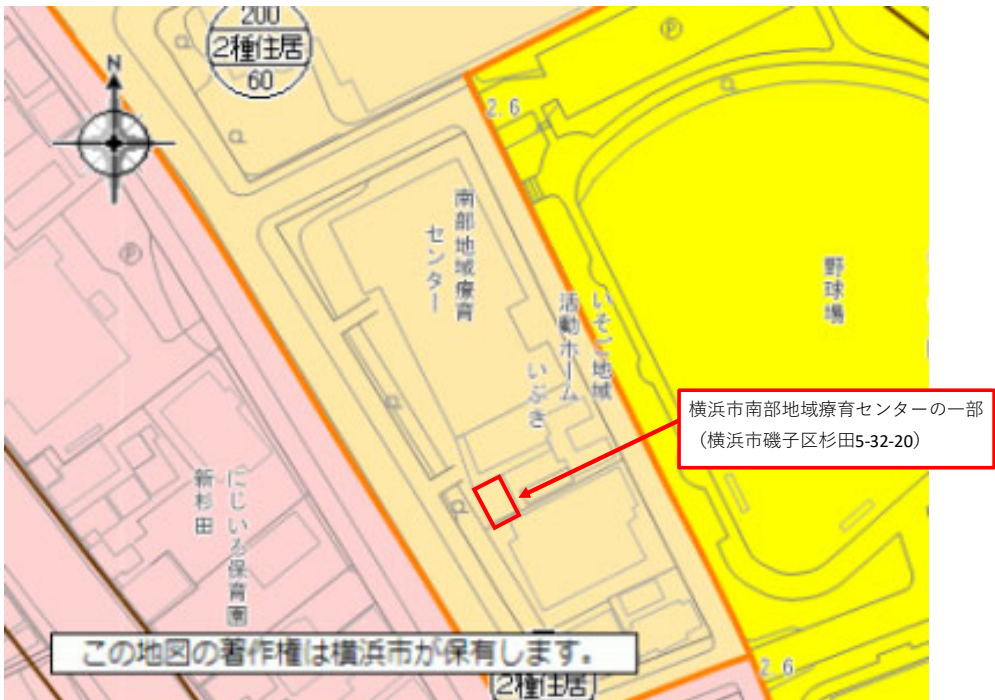 200
2種住居
60
N
2.6
南部地域療育
センター
いそご地域
活動ホーム
いぶき
野球場
横浜市南部地域療育センターの一部
（横浜市磯子区杉田5-32-20）
にじいろ保育園
新杉田
この地図の著作権は横浜市が保有します。
2種住居
2.6